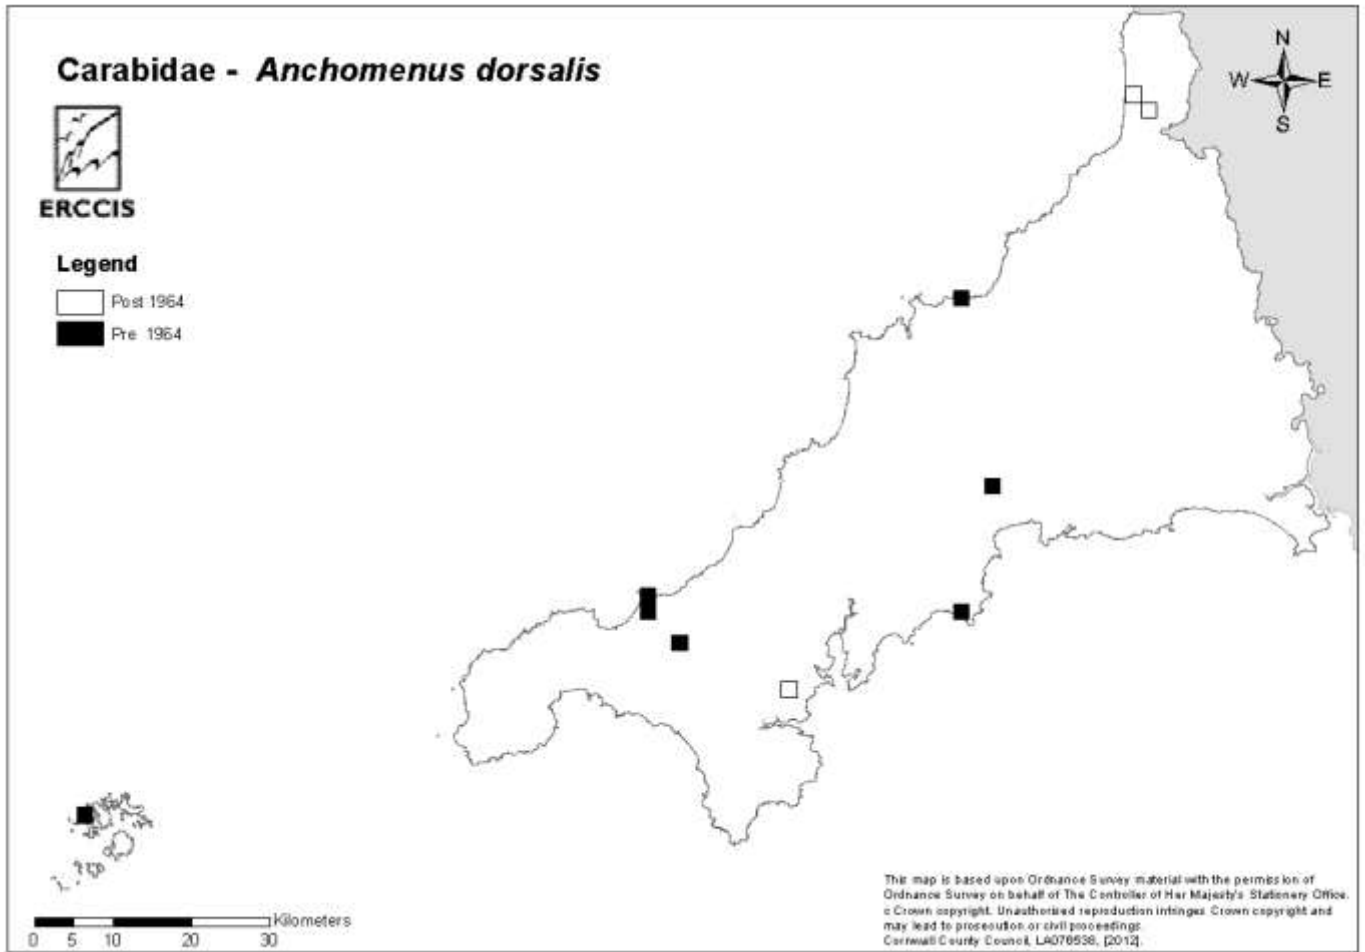 Carabidae - Anchomenus dorsalis
ERCCIS
Legend
Post 1964
Pre 1964
N
W E
S
Kilometers
0 5 10 20 30
This map is based upon Ordnance Survey material with the permission of
Ordnance Survey on behalf of The Controller of Her Majesty's Stationery Office.
c Crown copyright. Unauthorised reproduction infringes Crown copyright and
may lead to prosecution or civil proceedings.
Cornwall County Council, LA076538, [2012].